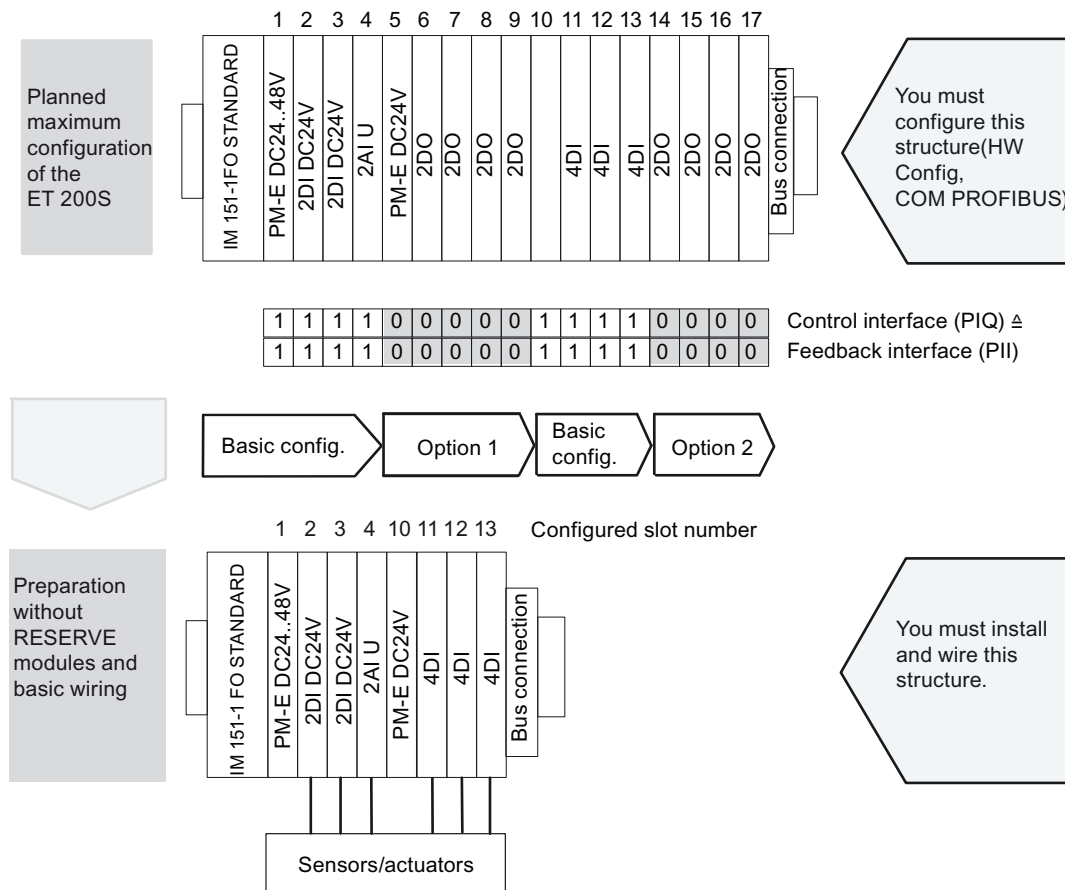 1 2 3 4 5 6 7 8 9 10 11 12 13 14 15 16 17
Planned
maximum
configuration
of the
ET 200S
IM 151-1FO STANDARD
PM-E DC24..48V
2DI DC24V
2DI DC24V
2AI U
PM-E DC24V
2DO
2DO
2DO
2DO
4DI
4DI
4DI
2DO
2DO
2DO
2DO
Bus connection
You must
configure this
structure(HW
Config,
COM PROFIBUS)
1 1 1 1 0 0 0 0 0 1 1 1 1 0 0 0 0
Control interface (PIQ) ≙
1 1 1 1 0 0 0 0 0 1 1 1 1 0 0 0 0
Feedback interface (PII)
Basic config.
Option 1
Basic
config.
Option 2
1 2 3 4 10 11 12 13
Configured slot number
Preparation
without
RESERVE
modules and
basic wiring
IM 151-1 FO STANDARD
PM-E DC24..48V
2DI DC24V
2DI DC24V
2AI U
PM-E DC24V
4DI
4DI
4DI
Bus connection
You must install
and wire this
structure.
Sensors/actuators